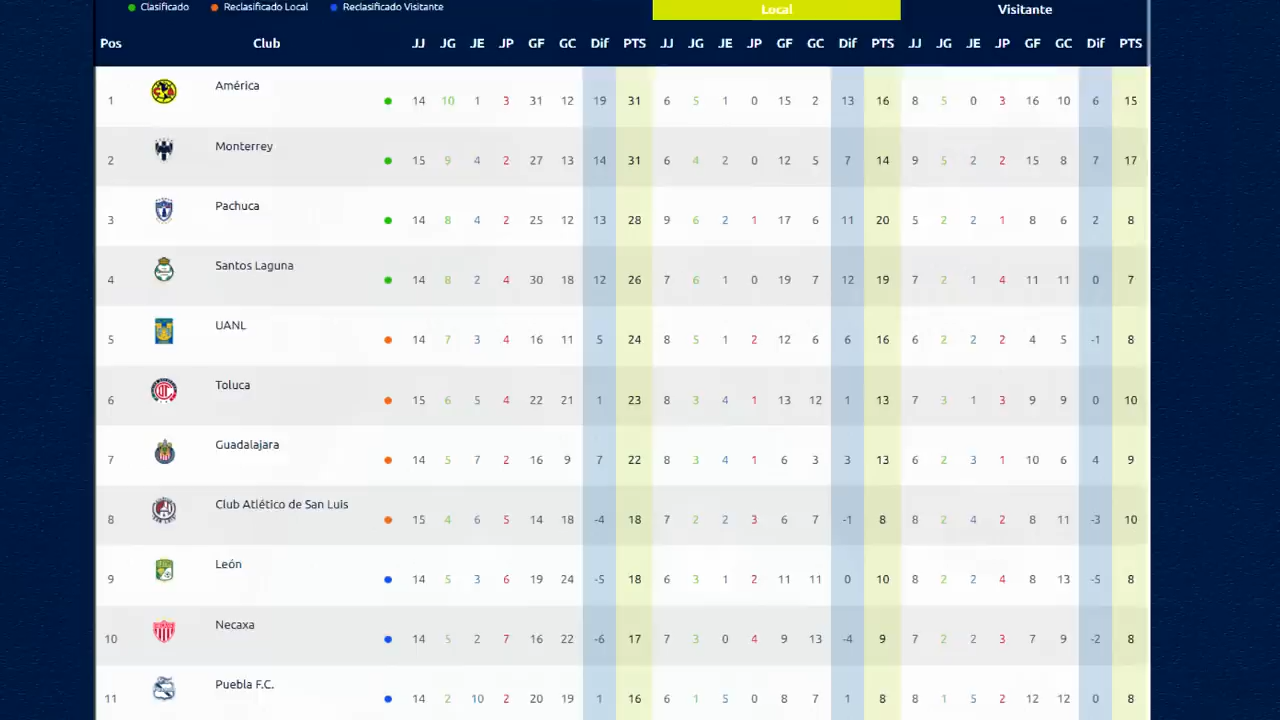 Clasificado Reclasificado Local Reclasificado Visitante Local Visitante
Pos Club JJ JG JE JP GF GC Dif PTS JJ JG JE JP GF GC Dif PTS JJ JG JE JP GF GC Dif PTS
1 América 14 10 1 3 31 12 19 31 6 5 1 0 15 2 13 16 8 5 0 3 16 10 6 15
2 Monterrey 15 9 4 2 27 13 14 31 6 4 2 0 12 5 7 14 9 5 2 2 15 8 7 17
3 Pachuca 14 8 4 2 25 12 13 28 9 6 2 1 17 6 11 20 5 2 2 1 8 6 2 8
4 Santos Laguna 14 8 2 4 30 18 12 26 7 6 1 0 19 7 12 19 7 2 1 4 11 11 0 7
5 UANL 14 7 3 4 16 11 5 24 8 5 1 2 12 6 6 16 6 2 2 2 4 5 -1 8
6 Toluca 15 6 5 4 22 21 1 23 8 3 4 1 13 12 1 13 7 3 1 3 9 9 0 10
7 Guadalajara 14 5 7 2 16 9 7 22 8 3 4 1 6 3 3 13 6 2 3 1 10 6 4 9
8 Club Atlético de San Luis 15 4 6 5 14 18 -4 18 7 2 2 3 6 7 -1 8 8 2 4 2 8 11 -3 10
9 León 14 5 3 6 19 24 -5 18 6 3 1 2 11 11 0 10 8 2 2 4 8 13 -5 8
10 Necaxa 14 5 2 7 16 22 -6 17 7 3 0 4 9 13 -4 9 7 2 2 3 7 9 -2 8
11 Puebla F.C. 14 2 10 2 20 19 1 16 6 1 5 0 8 7 1 8 8 1 5 2 12 12 0 8